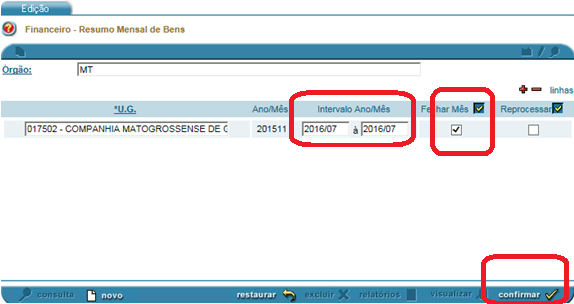 Edição
Financeiro - Resumo Mensal de Bens
Órgão: MT
linhas
*U.G. Ano/Mês Intervalo Ano/Mês Fechar Mês Reprocessar
017502 - COMPANHIA MATOGROSSENSE DE 201511 2016/07 à 2016/07
consulta novo restaurar excluir relatórios visualizar confirmar